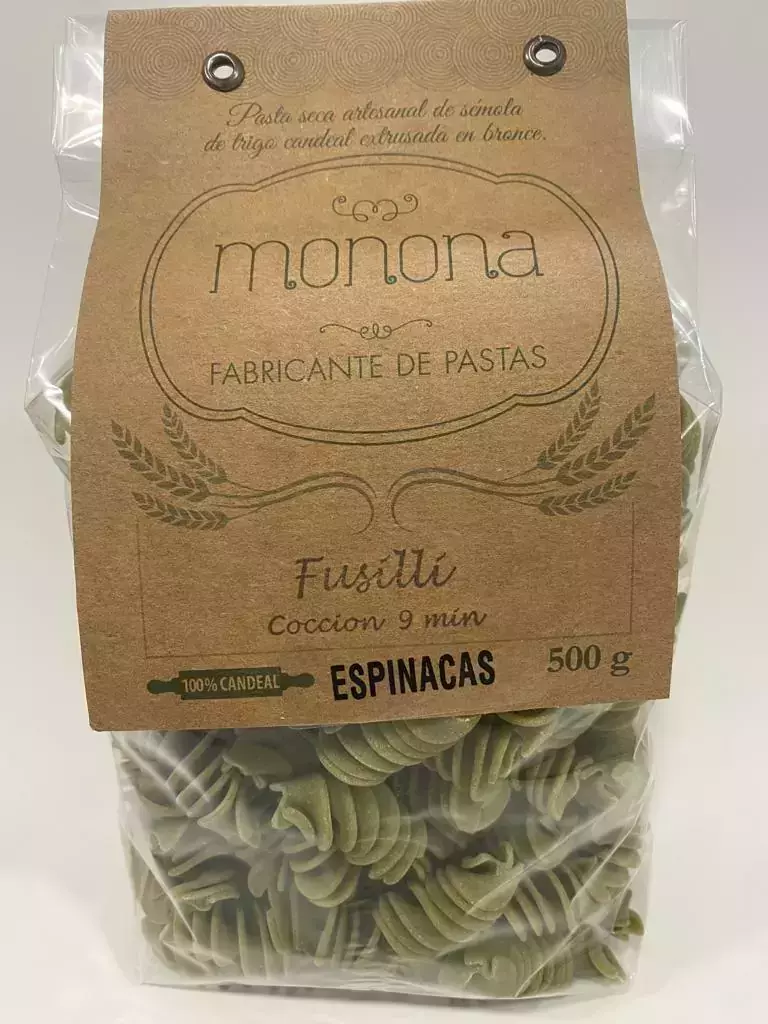 Pasta seca artesanal de sémola
de trigo candeal extrusada en bronce.
monona
FABRICANTE DE PASTAS
Fusilli
Coccion 9 min
100% CANDEAL ESPINACAS 500 g